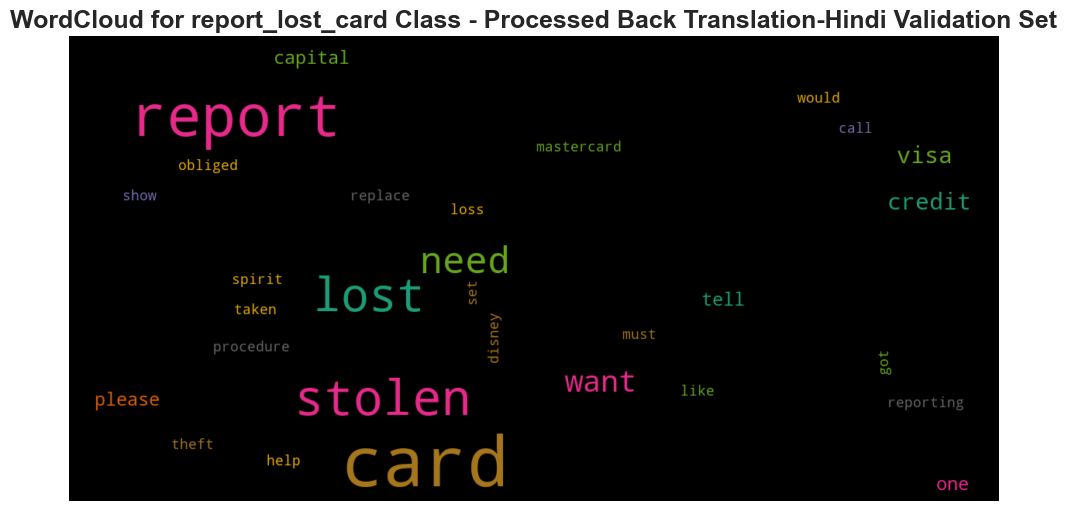 WordCloud for report_lost_card Class - Processed Back Translation-Hindi Validation Set
capital
would
report
call
mastercard
visa
obliged
show
replace
credit
loss
need
spirit
set
lost
tell
taken
disney
must
procedure
got
want
like
stolen
please
reporting
theft
help
card
one